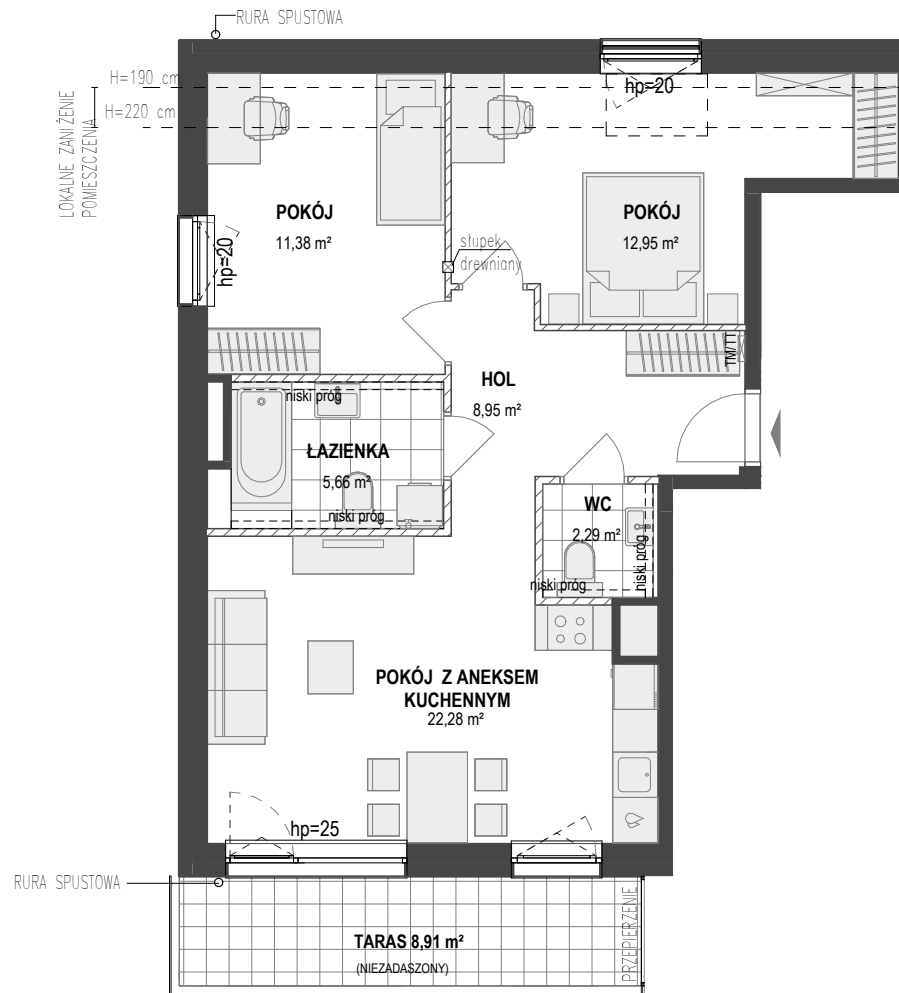 RURA SPUSTOWA
H=190 cm
hp=20
H=220 cm
LOKALNE ZANIŻENIE
POMIESZCZENIA
POKÓJ
11,38 m²
POKÓJ
12,95 m²
hp=20
słupek
drewniany
TM/TT
HOL
8,95 m²
niski próg
ŁAZIENKA
5,66 m²
niski próg
WC
2,29 m²
niski próg
niski próg
POKÓJ Z ANEKSEM
KUCHENNYM
22,28 m²
hp=25
RURA SPUSTOWA
PRZEPIERZENIE
TARAS 8,91 m²
(NIEZADASZONY)